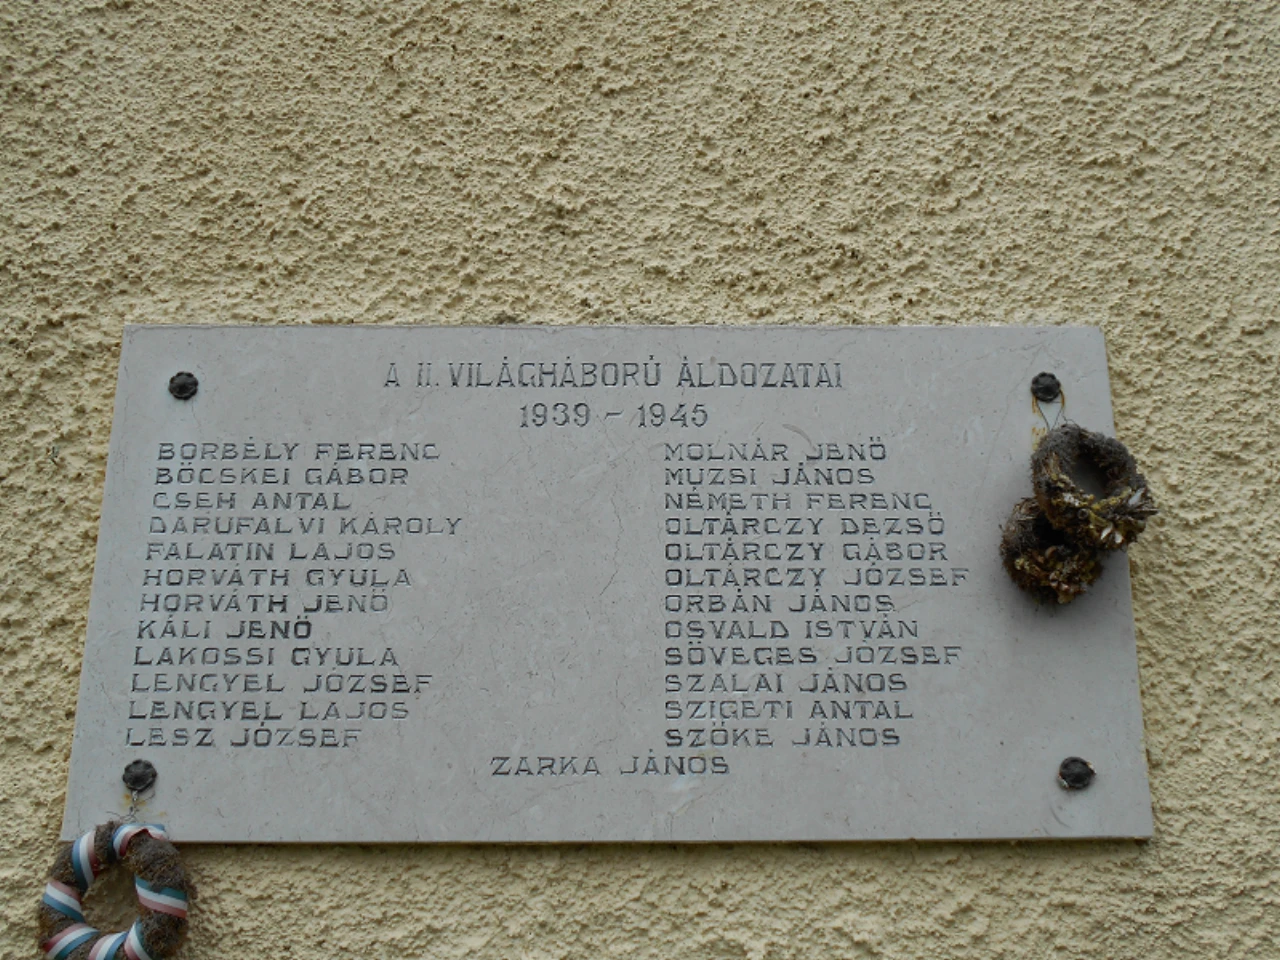 A II. VILÁGHÁBORÚ ÁLDOZATAI
1939 - 1945
BORBÉLY FERENC
BÖCSKEI GÁBOR
CSEH ANTAL
DARUFALVI KÁROLY
FALATIN LAJOS
HORVÁTH GYULA
HORVÁTH JENÖ
KÁLI JENÖ
LAKOSSI GYULA
LENGYEL JÓZSEF
LENGYEL LAJOS
LESZ JÓZSEF
MOLNÁR JENÖ
MUZSI JÁNOS
NÉMETH FERENC
OLTÁRCZY DEZSÖ
OLTÁRCZY GÁBOR
OLTÁRCZY JÓZSEF
ORBÁN JÁNOS
OSVALD ISTVÁN
SÖVEGES JÓZSEF
SZALAI JÁNOS
SZIGETI ANTAL
SZÖKE JÁNOS
ZARKA JÁNOS